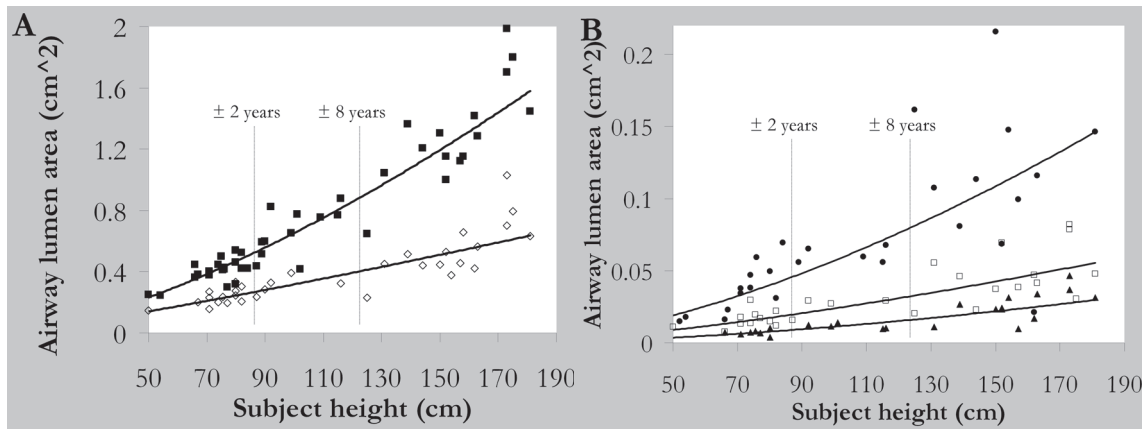 A
Airway lumen area (cm^2)
2
1.6
1.2
0.8
0.4
0
± 2 years
± 8 years
50 70 90 110 130 150 170 190
Subject height (cm)
B
Airway lumen area (cm^2)
0.2
0.15
0.1
0.05
0
± 2 years
± 8 years
50 70 90 110 130 150 170 190
Subject height (cm)